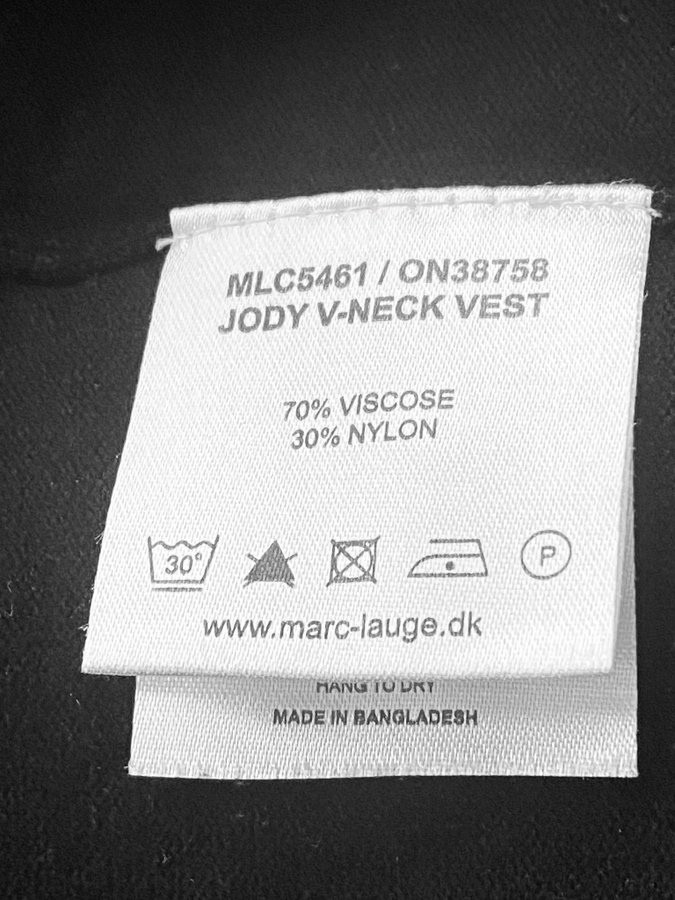 MLC5461 / ON38758
JODY V-NECK VEST
70% VISCOSE
30% NYLON
30°
P
www.marc-lauge.dk
HANG TO DRY
MADE IN BANGLADESH